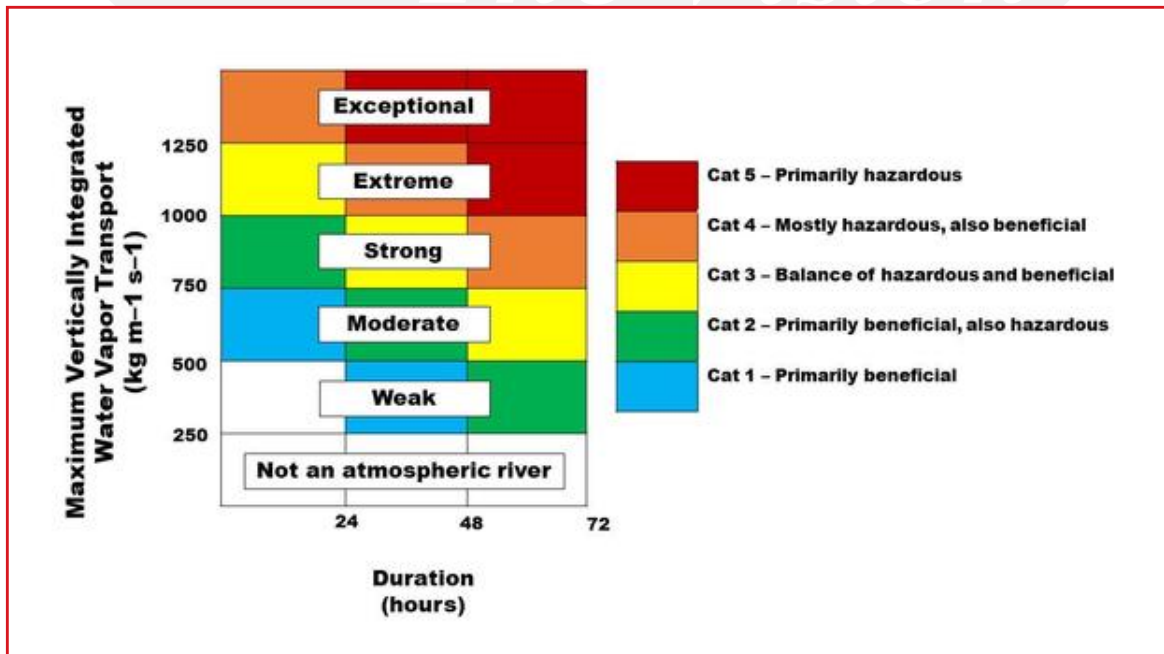 Maximum Vertically Integrated
Water Vapor Transport
(kg m–1 s–1)
1250
1000
750
500
250
Exceptional
Extreme
Strong
Moderate
Weak
Not an atmospheric river
24
48
72
Duration
(hours)
Cat 5 – Primarily hazardous
Cat 4 – Mostly hazardous, also beneficial
Cat 3 – Balance of hazardous and beneficial
Cat 2 – Primarily beneficial, also hazardous
Cat 1 – Primarily beneficial